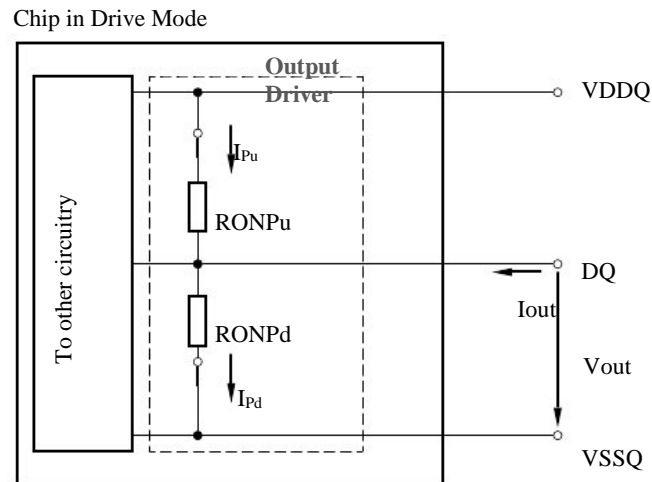 Chip in Drive Mode
Output
Driver
VDDQ
IPu
RONPu
To other circuitry
DQ
Iout
RONPd
Vout
IPd
VSSQ